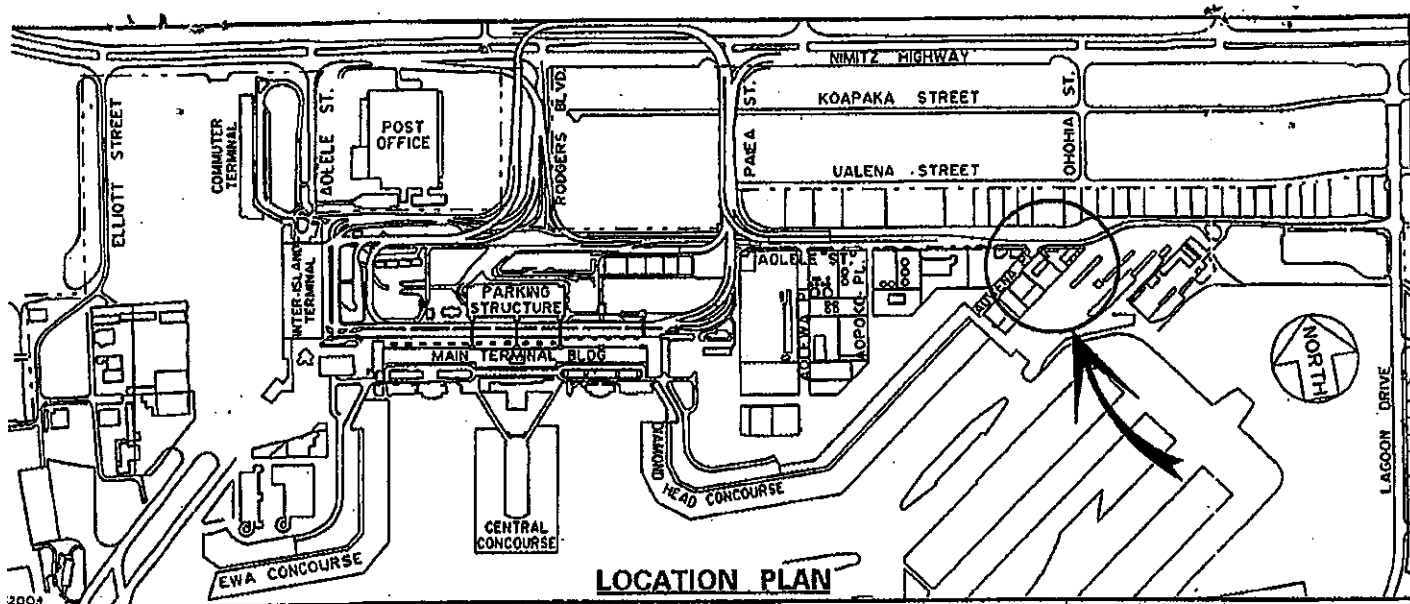 NIMITZ HIGHWAY
KOAPAKA STREET
UALENA STREET
ELLIOTT STREET
COMMUTER
TERMINAL
AOLELE ST.
POST
OFFICE
RODGERS BLVD.
PAIEA ST.
OHOHIA ST.
INTER-ISLAND
TERMINAL
PARKING
STRUCTURE
MAIN TERMINAL BLDG
AOLELE ST.
AOPOKO PL.
NORTH
LAGOON DRIVE
DIAMOND
HEAD CONCOURSE
CENTRAL
CONCOURSE
EWA CONCOURSE
LOCATION PLAN